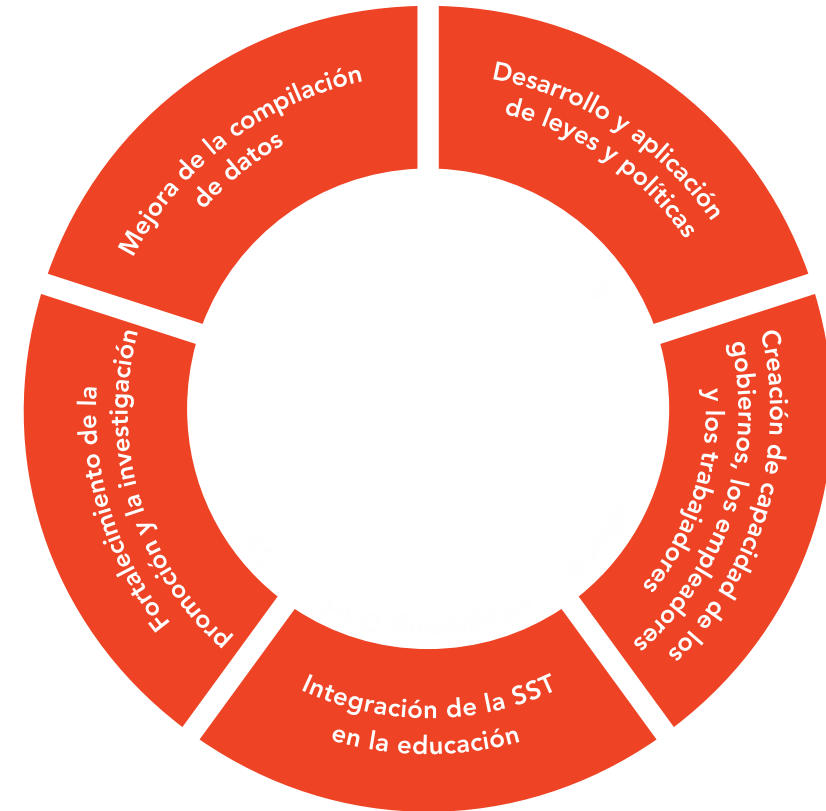 Mejora de la compilación
de datos
Desarrollo y aplicación
de leyes y políticas
Creación de capacidad de los
gobiernos, los empleadores
y los trabajadores
Integración de la SST
en la educación
Fortalecimiento de la
promoción y la investigación